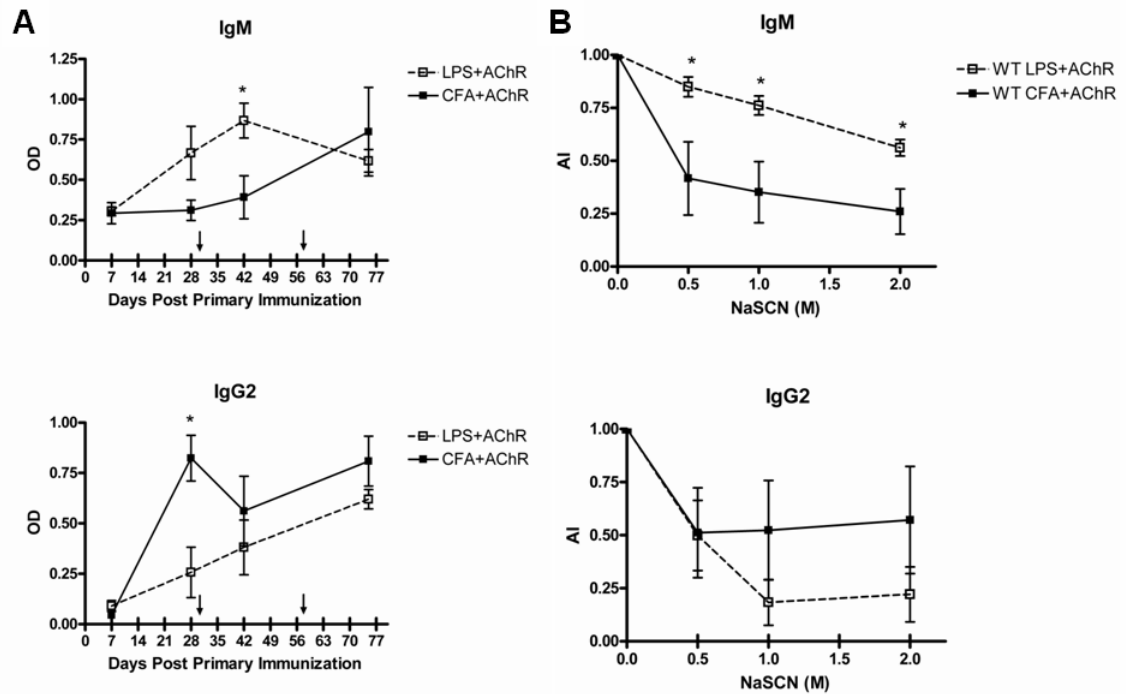 A
IgM
1.25
1.00
0.75
0.50
0.25
0.00
OD
*
0 7 14 21 28 35 42 49 56 63 70 77
Days Post Primary Immunization
LPS+AChR
CFA+AChR
B
IgM
1.00
0.75
0.50
0.25
0.00
AI
* * *
0.0 0.5 1.0 1.5 2.0
NaSCN (M)
WT LPS+AChR
WT CFA+AChR
IgG2
1.00
0.75
0.50
0.25
0.00
OD
*
0 7 14 21 28 35 42 49 56 63 70 77
Days Post Primary Immunization
LPS+AChR
CFA+AChR
IgG2
1.00
0.75
0.50
0.25
0.00
AI
0.0 0.5 1.0 1.5 2.0
NaSCN (M)